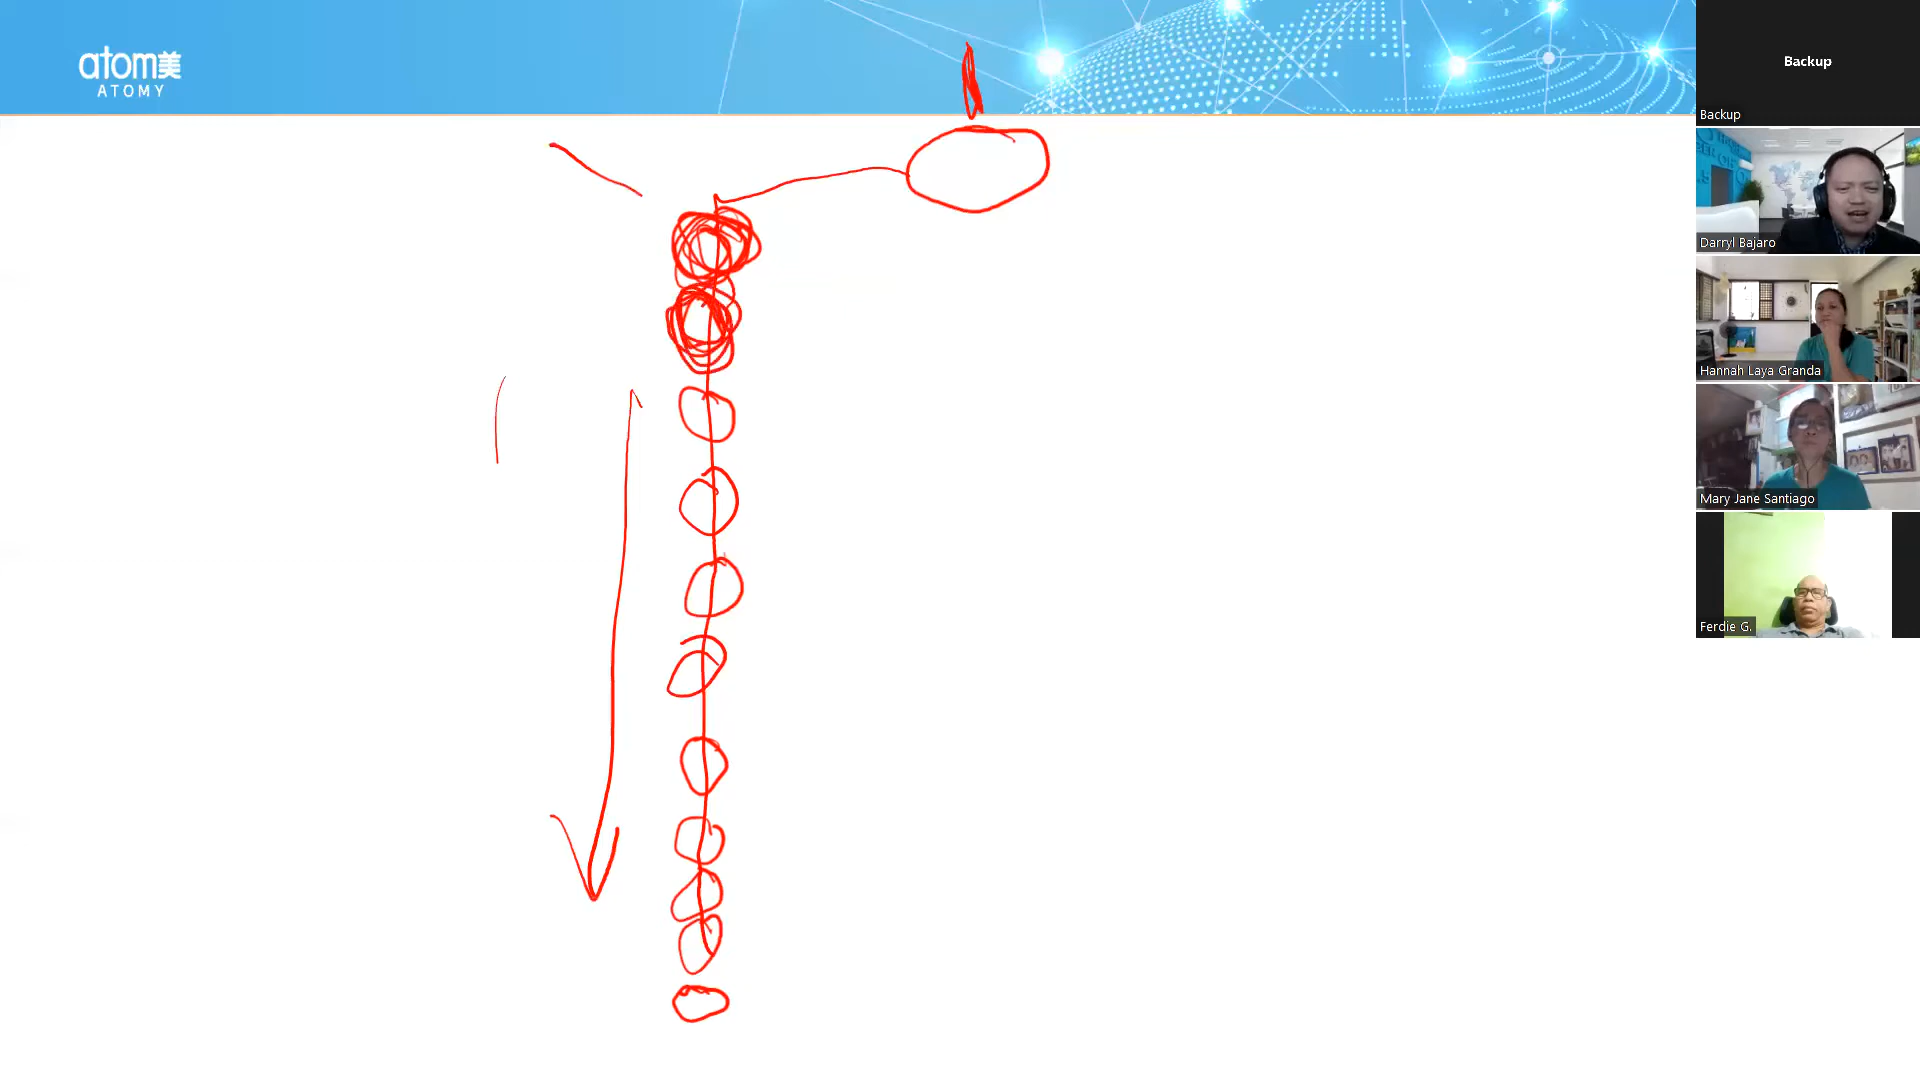 atom美
ATOMY
Backup
Backup
Darryl Bajaro
Hannah Laya Granda
Mary Jane Santiago
Ferdie G.